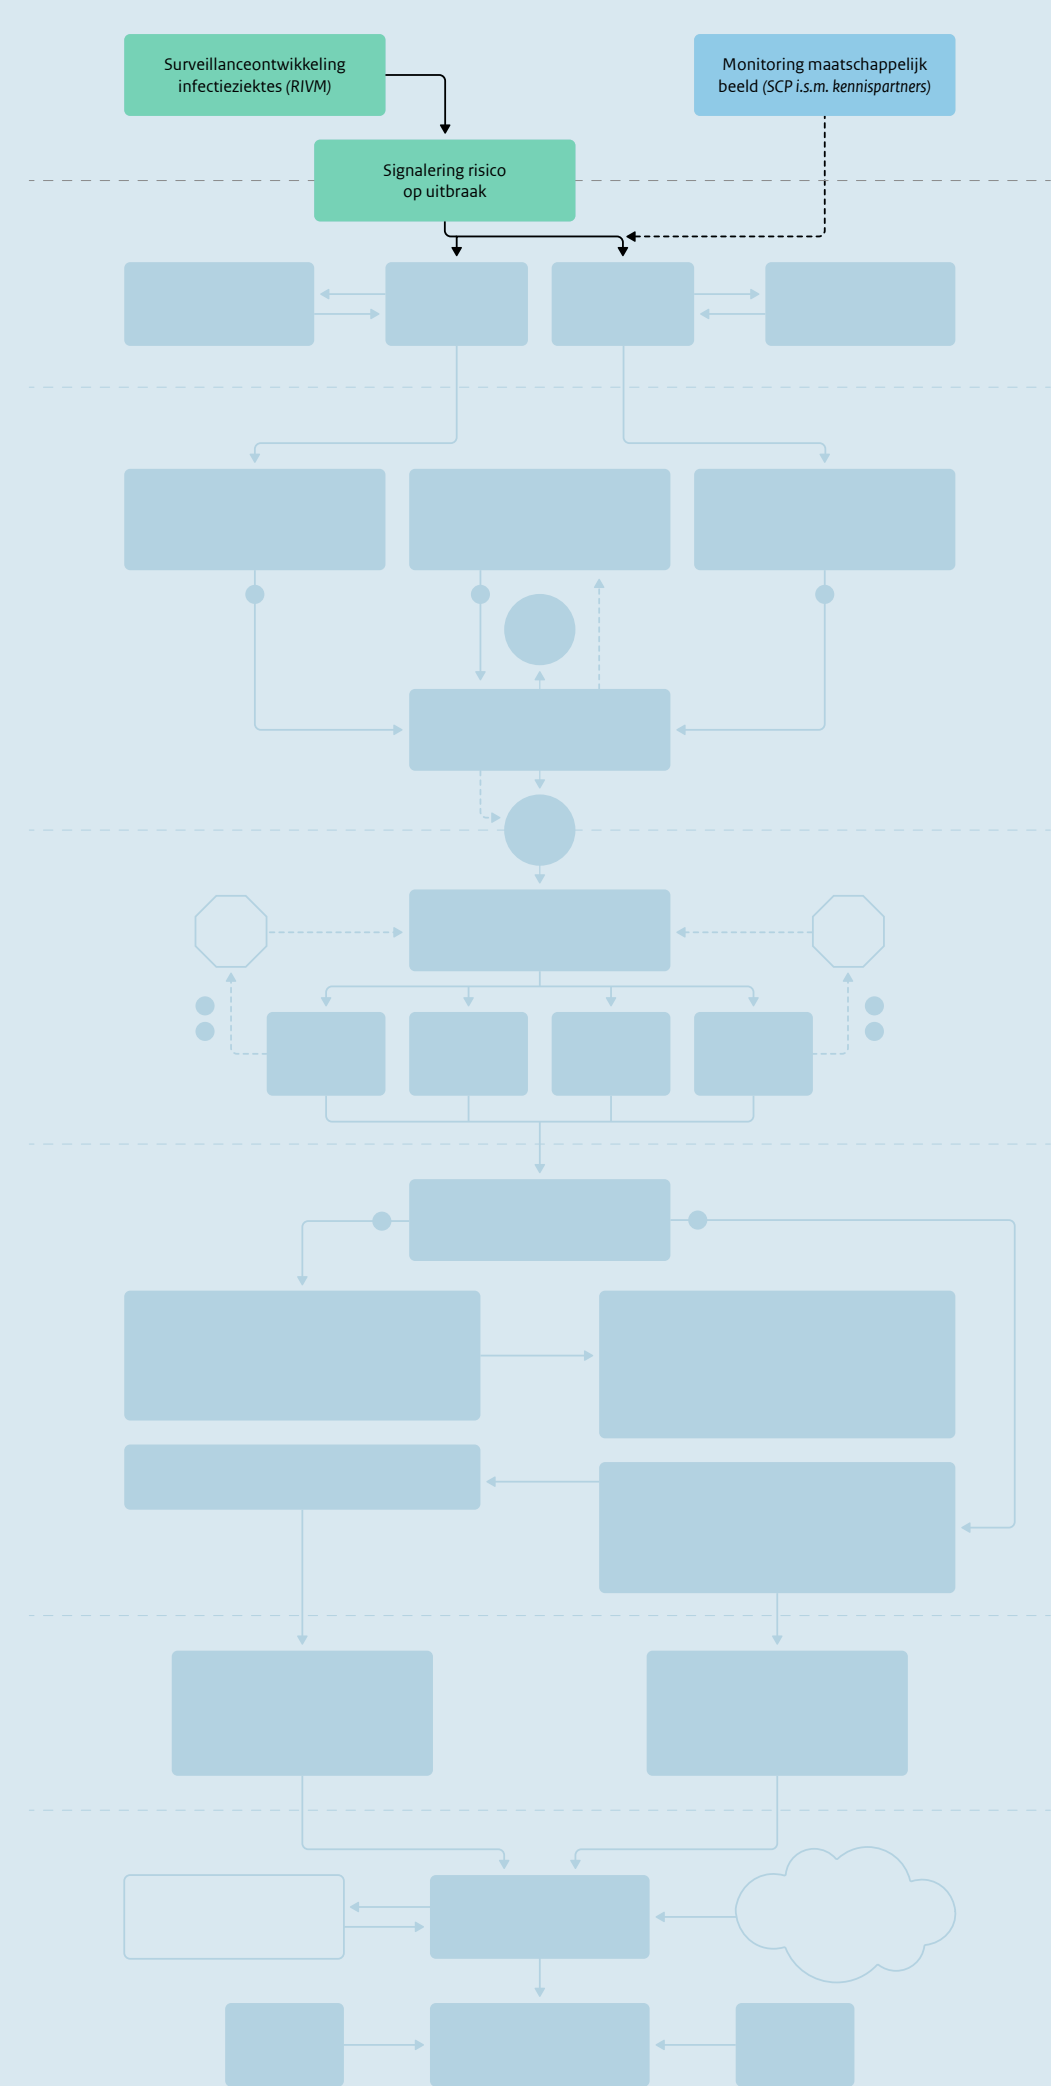 Surveillanceontwikkeling
infectieziektes (RIVM)
Monitoring maatschappelijk
beeld (SCP i.s.m. kennispartners)
Signalering risico
op uitbraak